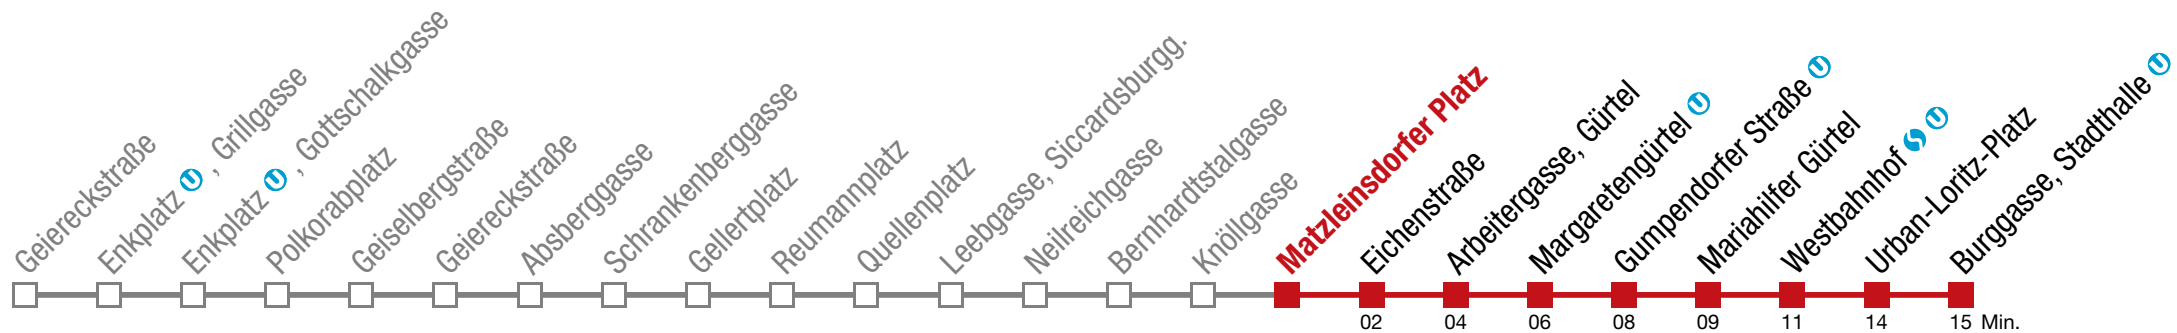 Geiereckstraße
Enkplatz U, Grillgasse
Enkplatz U, Gottschalkgasse
Polkorabplatz
Geiselbergstraße
Geiereckstraße
Absberggasse
Schrankenberggasse
Gellertplatz
Reumannplatz
Quellenplatz
Leebgasse, Siccardsburgg.
Neilreichgasse
Bernhardtstalgasse
Knöllgasse
Matzleinsdorfer Platz
Eichenstraße
Arbeitergasse, Gürtel
Margaretengürtel U
Gumpendorfer Straße U
Mariahilfer Gürtel
Westbahnhof S U
Urban-Loritz-Platz
Burggasse, Stadthalle U
02 04 06 08 09 11 14 15 Min.